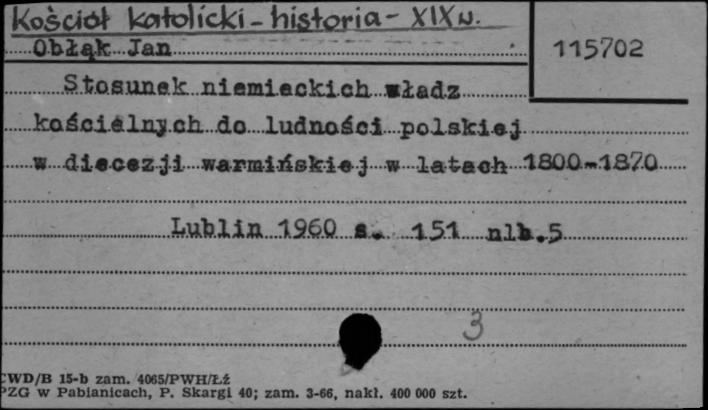 Kościół katolicki - historia - XIX w.
Obłąk Jan
115702
Stosunek niemieckich władz
kościelnych do ludności polskiej
w diecezji warmińskiej w latach 1800-1870
Lublin 1960 s. 151 nlb.5
3
CWD/B 15-b zam. 4065/PWH/Łż
PZG w Pabianicach, P. Skargi 40; zam. 3-66, nakł. 400 000 szt.